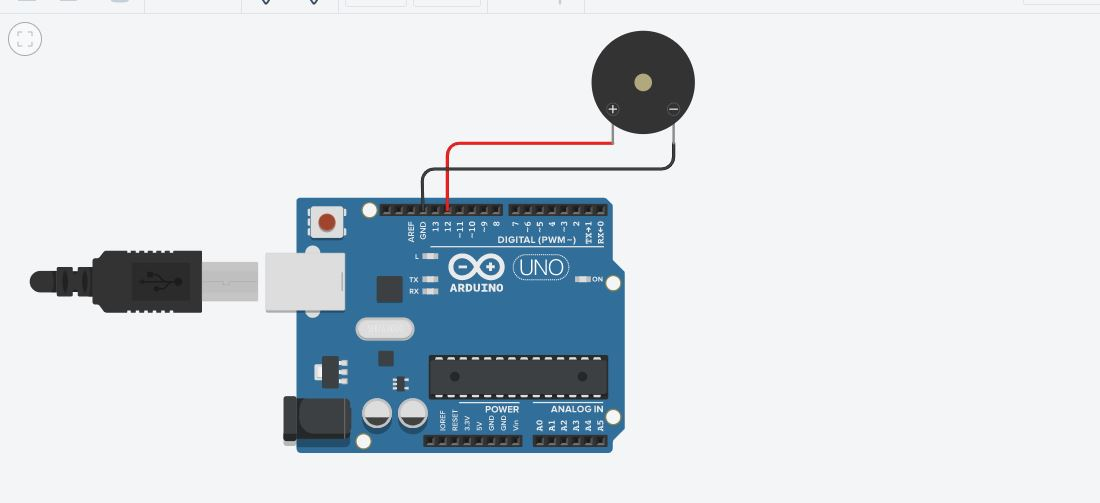 + −
AREF
GND
13
12
~11
~10
~9
8
7
~6
~5
4
~3
2
TX→1
RX←0
DIGITAL (PWM~)
L
TX
RX
ARDUINO
UNO
ON
POWER
ANALOG IN
IOREF
RESET
3.3V
5V
GND
GND
Vin
A0
A1
A2
A3
A4
A5